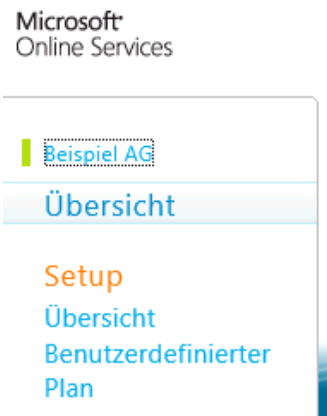 Microsoft
Online Services
Beispiel AG
Übersicht
Setup
Übersicht
Benutzerdefinierter
Plan